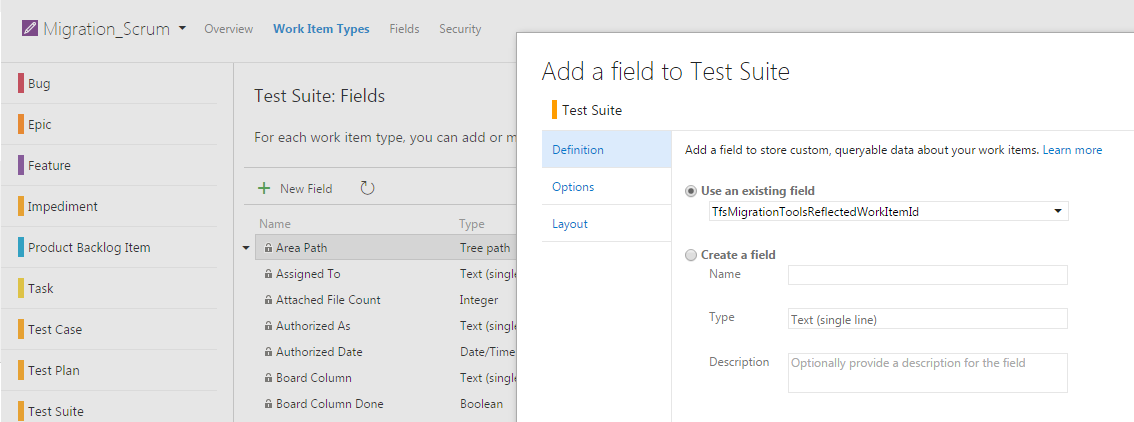 Migration_Scrum Overview Work Item Types Fields Security
Bug
Epic
Feature
Impediment
Product Backlog Item
Task
Test Case
Test Plan
Test Suite
Test Suite: Fields
For each work item type, you can add or m
New Field
Name Type
Area Path Tree path
Assigned To Text (singl
Attached File Count Integer
Authorized As Text (singl
Authorized Date Date/Time
Board Column Text (singl
Board Column Done Boolean
Add a field to Test Suite
Test Suite
Definition
Options
Layout
Add a field to store custom, queryable data about your work items. Learn more
Use an existing field
TfsMigrationToolsReflectedWorkItemId
Create a field
Name
Type Text (single line)
Description Optionally provide a description for the field